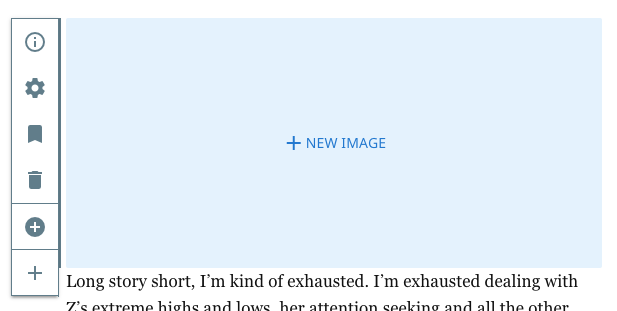 NEW IMAGE
Long story short, I’m kind of exhausted. I’m exhausted dealing with
Z’s extreme highs and lows, her attention seeking and all the other